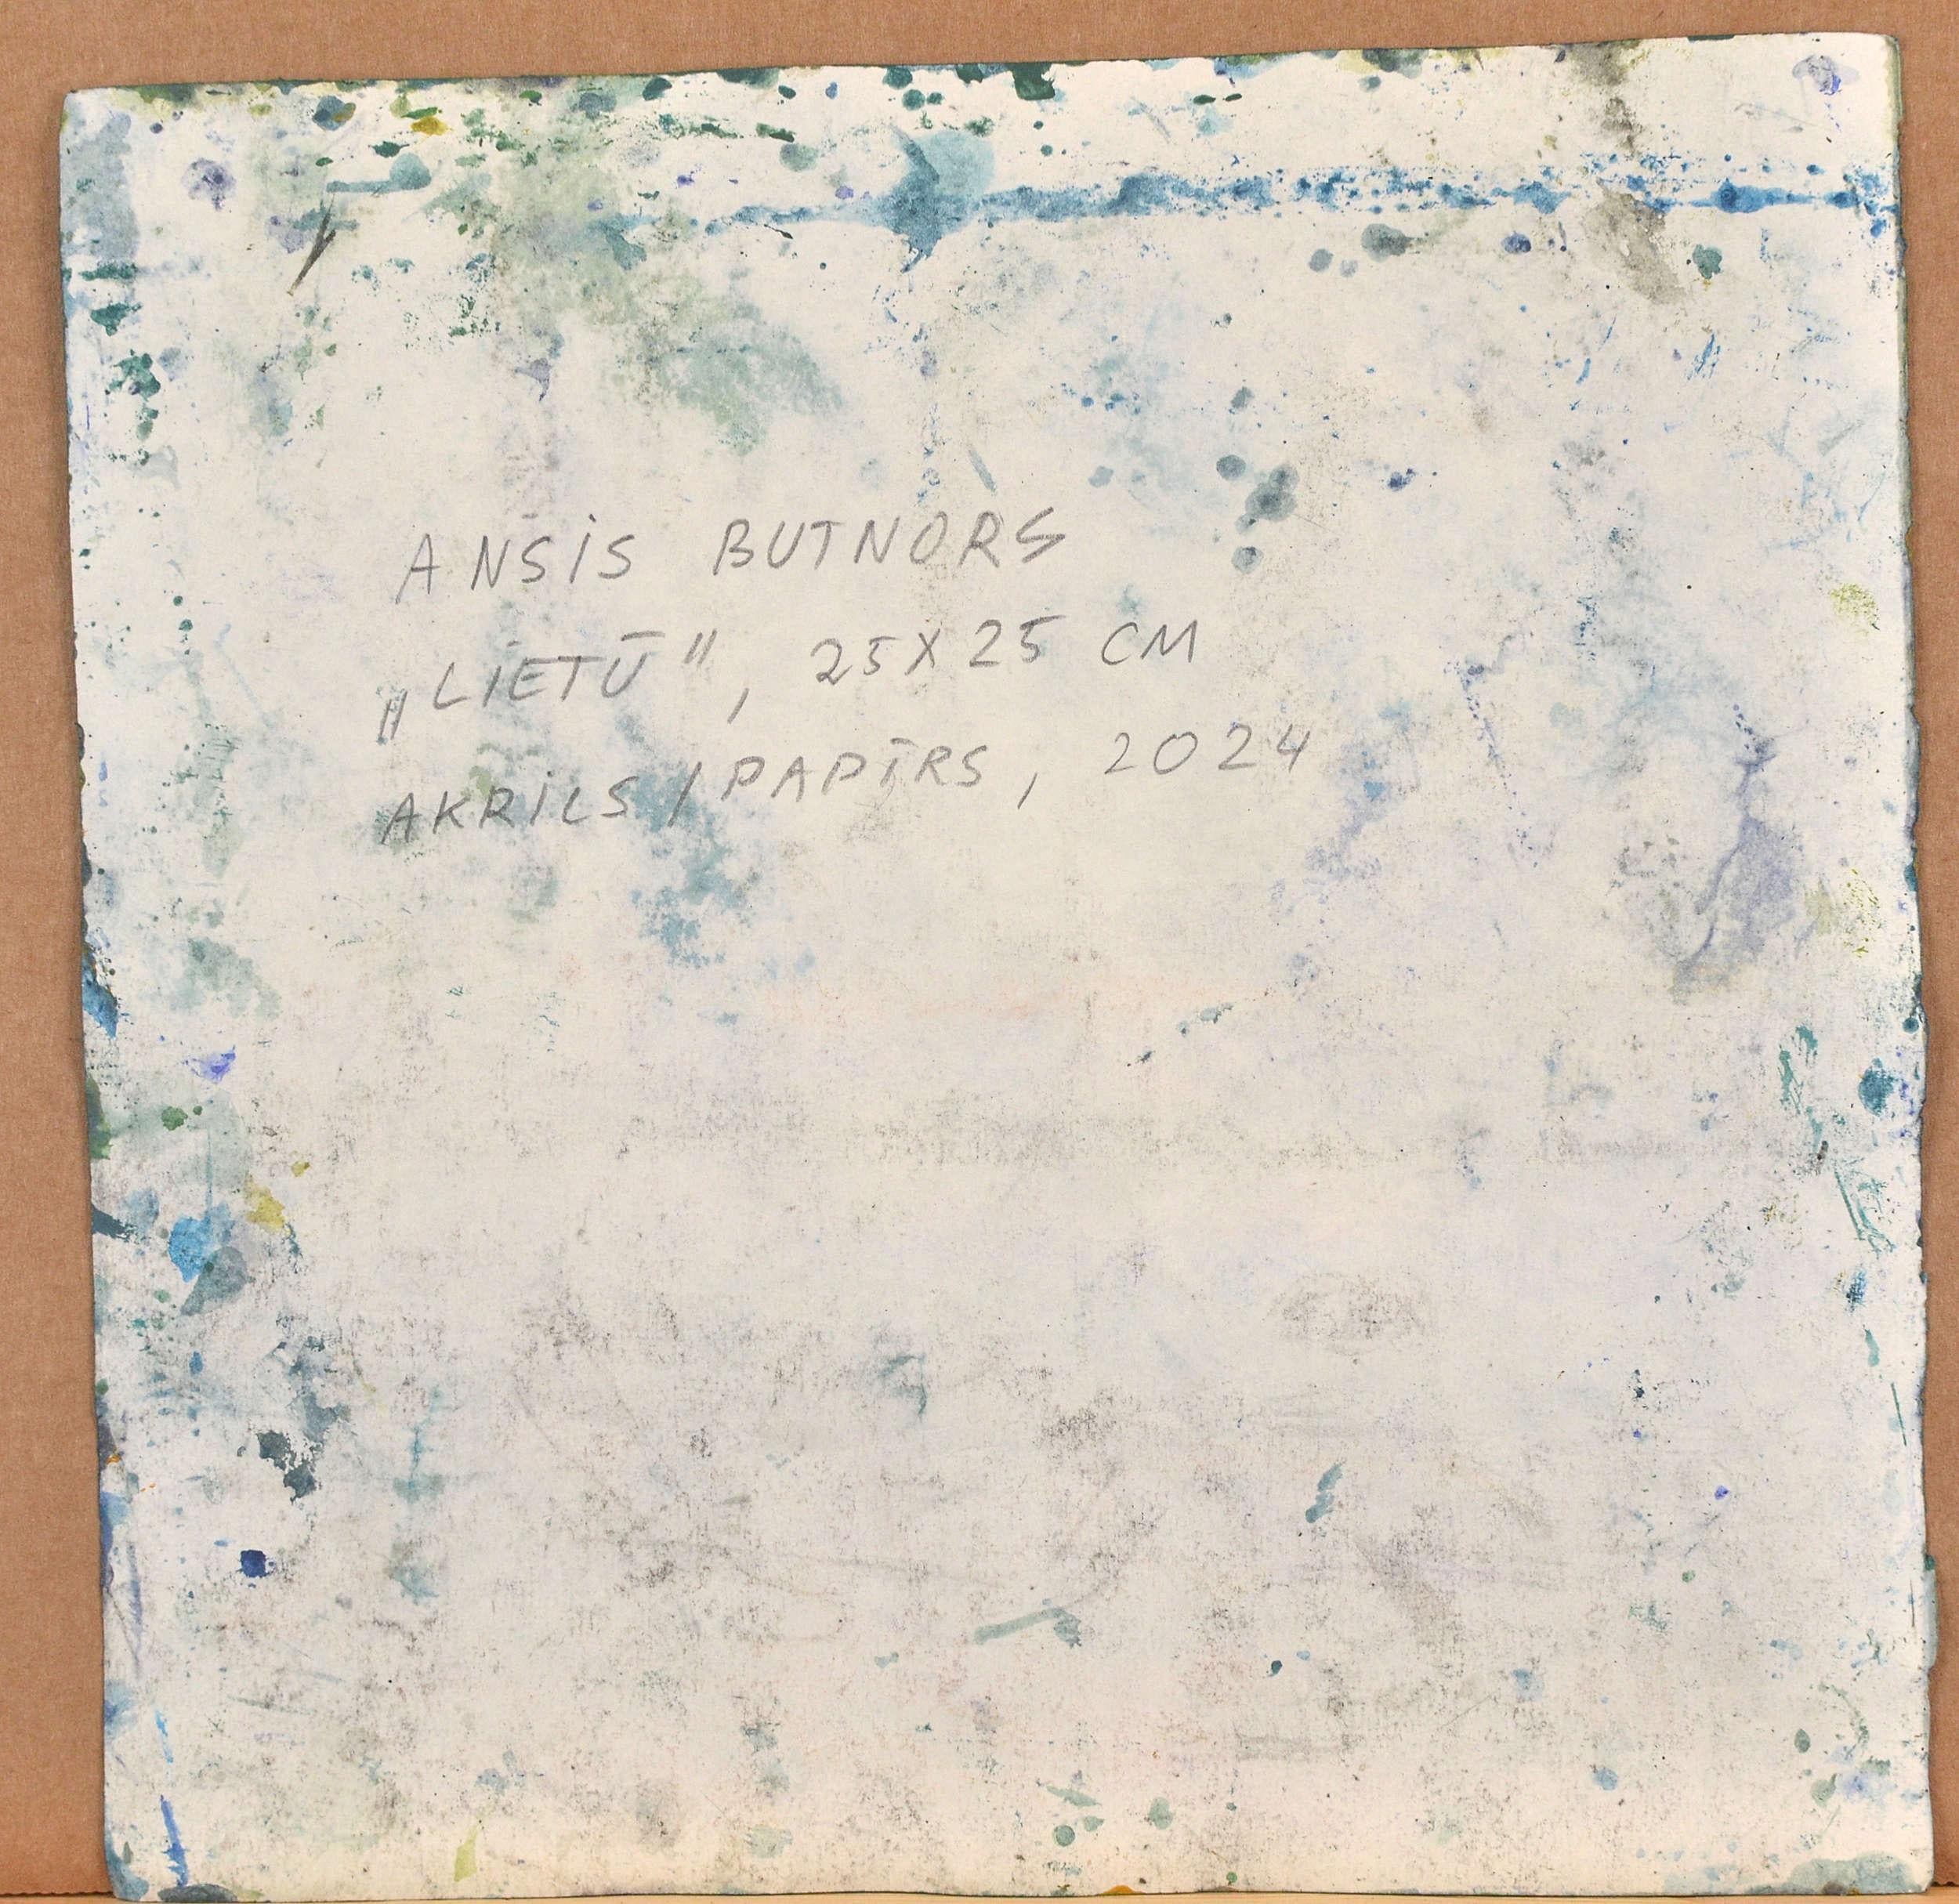 ANSIS BUTNORS
„LIETŪ", 25X25 CM
AKRILS / PAPĪRS, 2024